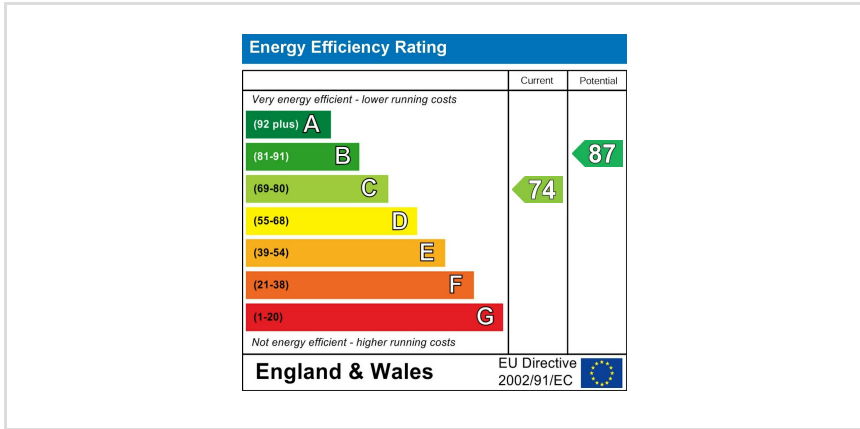 Energy Efficiency Rating
Current Potential
Very energy efficient - lower running costs
(92 plus) A
(81-91) B 87
(69-80) C 74
(55-68) D
(39-54) E
(21-38) F
(1-20) G
Not energy efficient - higher running costs
England & Wales
EU Directive
2002/91/EC